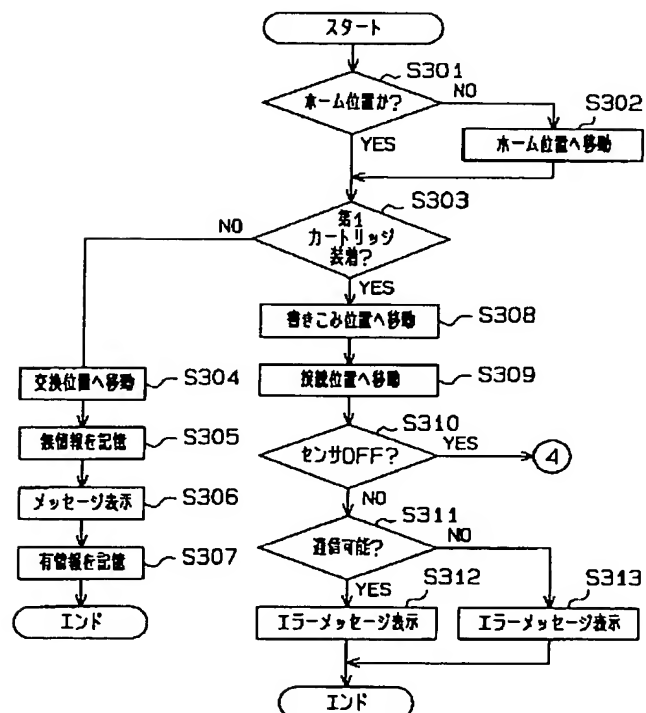 スタート
S301
ホーム位置か?
NO
S302
YES
ホーム位置へ移動
S303
NO
第1
カートリッジ
装着?
YES
書きこみ位置へ移動
S308
交換位置へ移動
S304
接触位置へ移動
S309
無情報を記憶
S305
S310
センサOFF?
YES
4
メッセージ表示
S306
NO
S311
有情報を記憶
S307
通信可能?
NO
YES
S312
S313
エンド
エラーメッセージ表示
エラーメッセージ表示
エンド